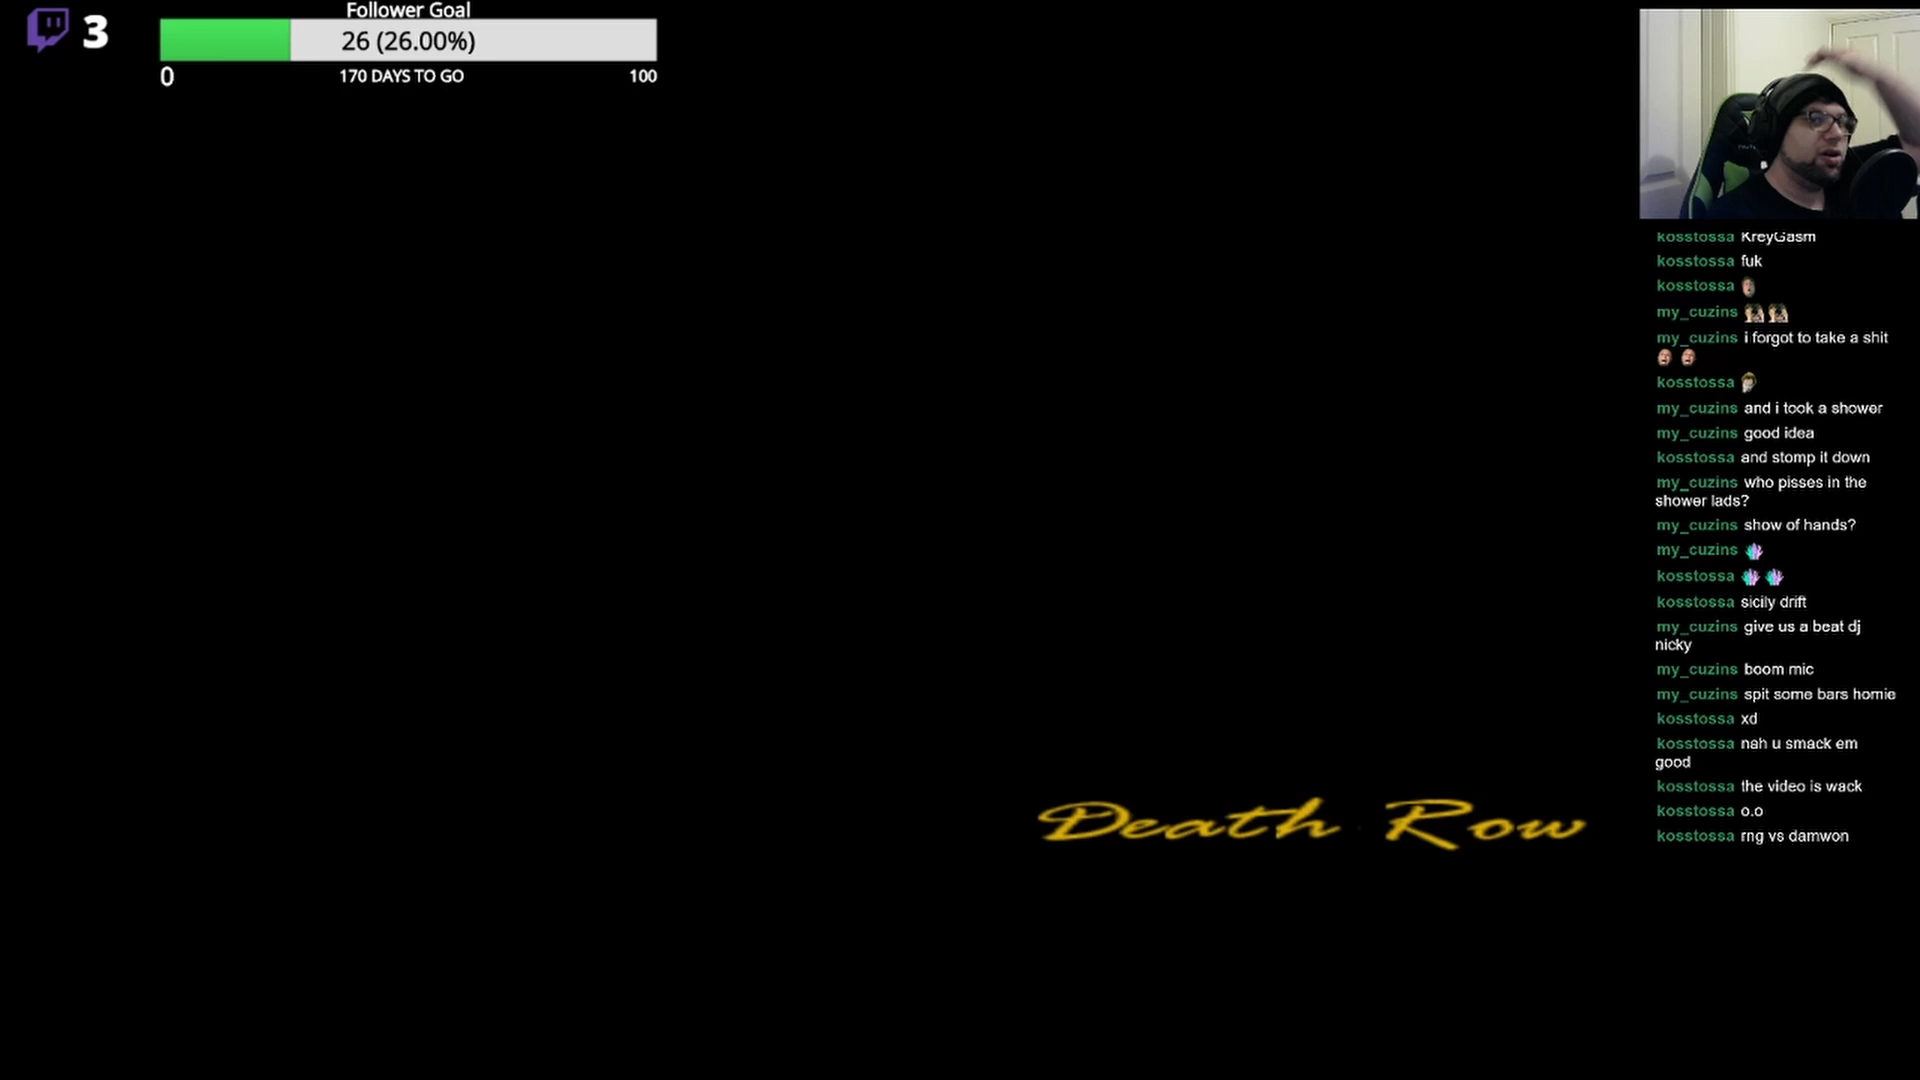 3
Follower Goal
26 (26.00%)
0
170 DAYS TO GO
100
kosstossa KreyGasm
kosstossa fuk
kosstossa
my_cuzins
my_cuzins i forgot to take a shit
kosstossa
my_cuzins and i took a shower
my_cuzins good idea
kosstossa and stomp it down
my_cuzins who pisses in the
shower lads?
my_cuzins show of hands?
my_cuzins
kosstossa
kosstossa sicily drift
my_cuzins give us a beat dj
nicky
my_cuzins boom mic
my_cuzins spit some bars homie
kosstossa xd
kosstossa nah u smack em
good
kosstossa the video is wack
kosstossa o.o
kosstossa rng vs damwon
Death Row